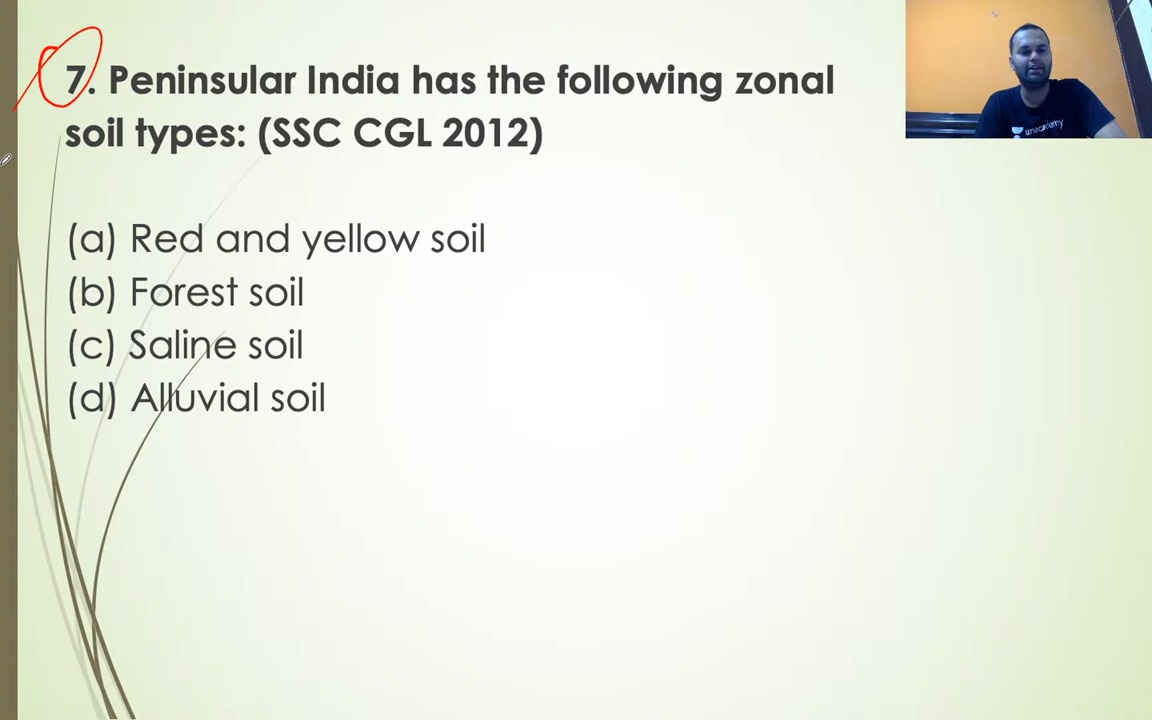 7. Peninsular India has the following zonal
soil types: (SSC CGL 2012)
(a) Red and yellow soil
(b) Forest soil
(c) Saline soil
(d) Alluvial soil
unacademy